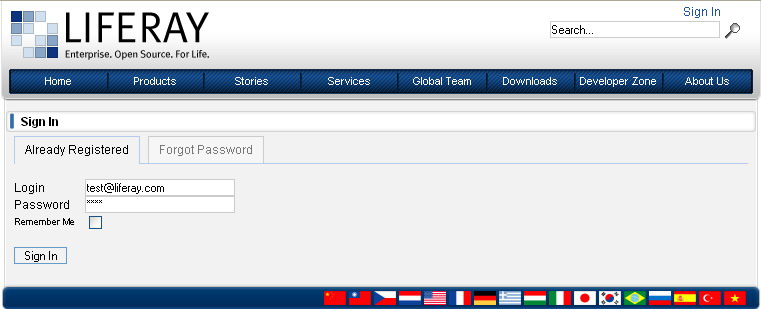 Sign In
LIFERAY
Enterprise. Open Source. For Life.
Search...
Home Products Stories Services Global Team Downloads Developer Zone About Us
Sign In
Already Registered Forgot Password
Login test@liferay.com
Password ****
Remember Me
Sign In